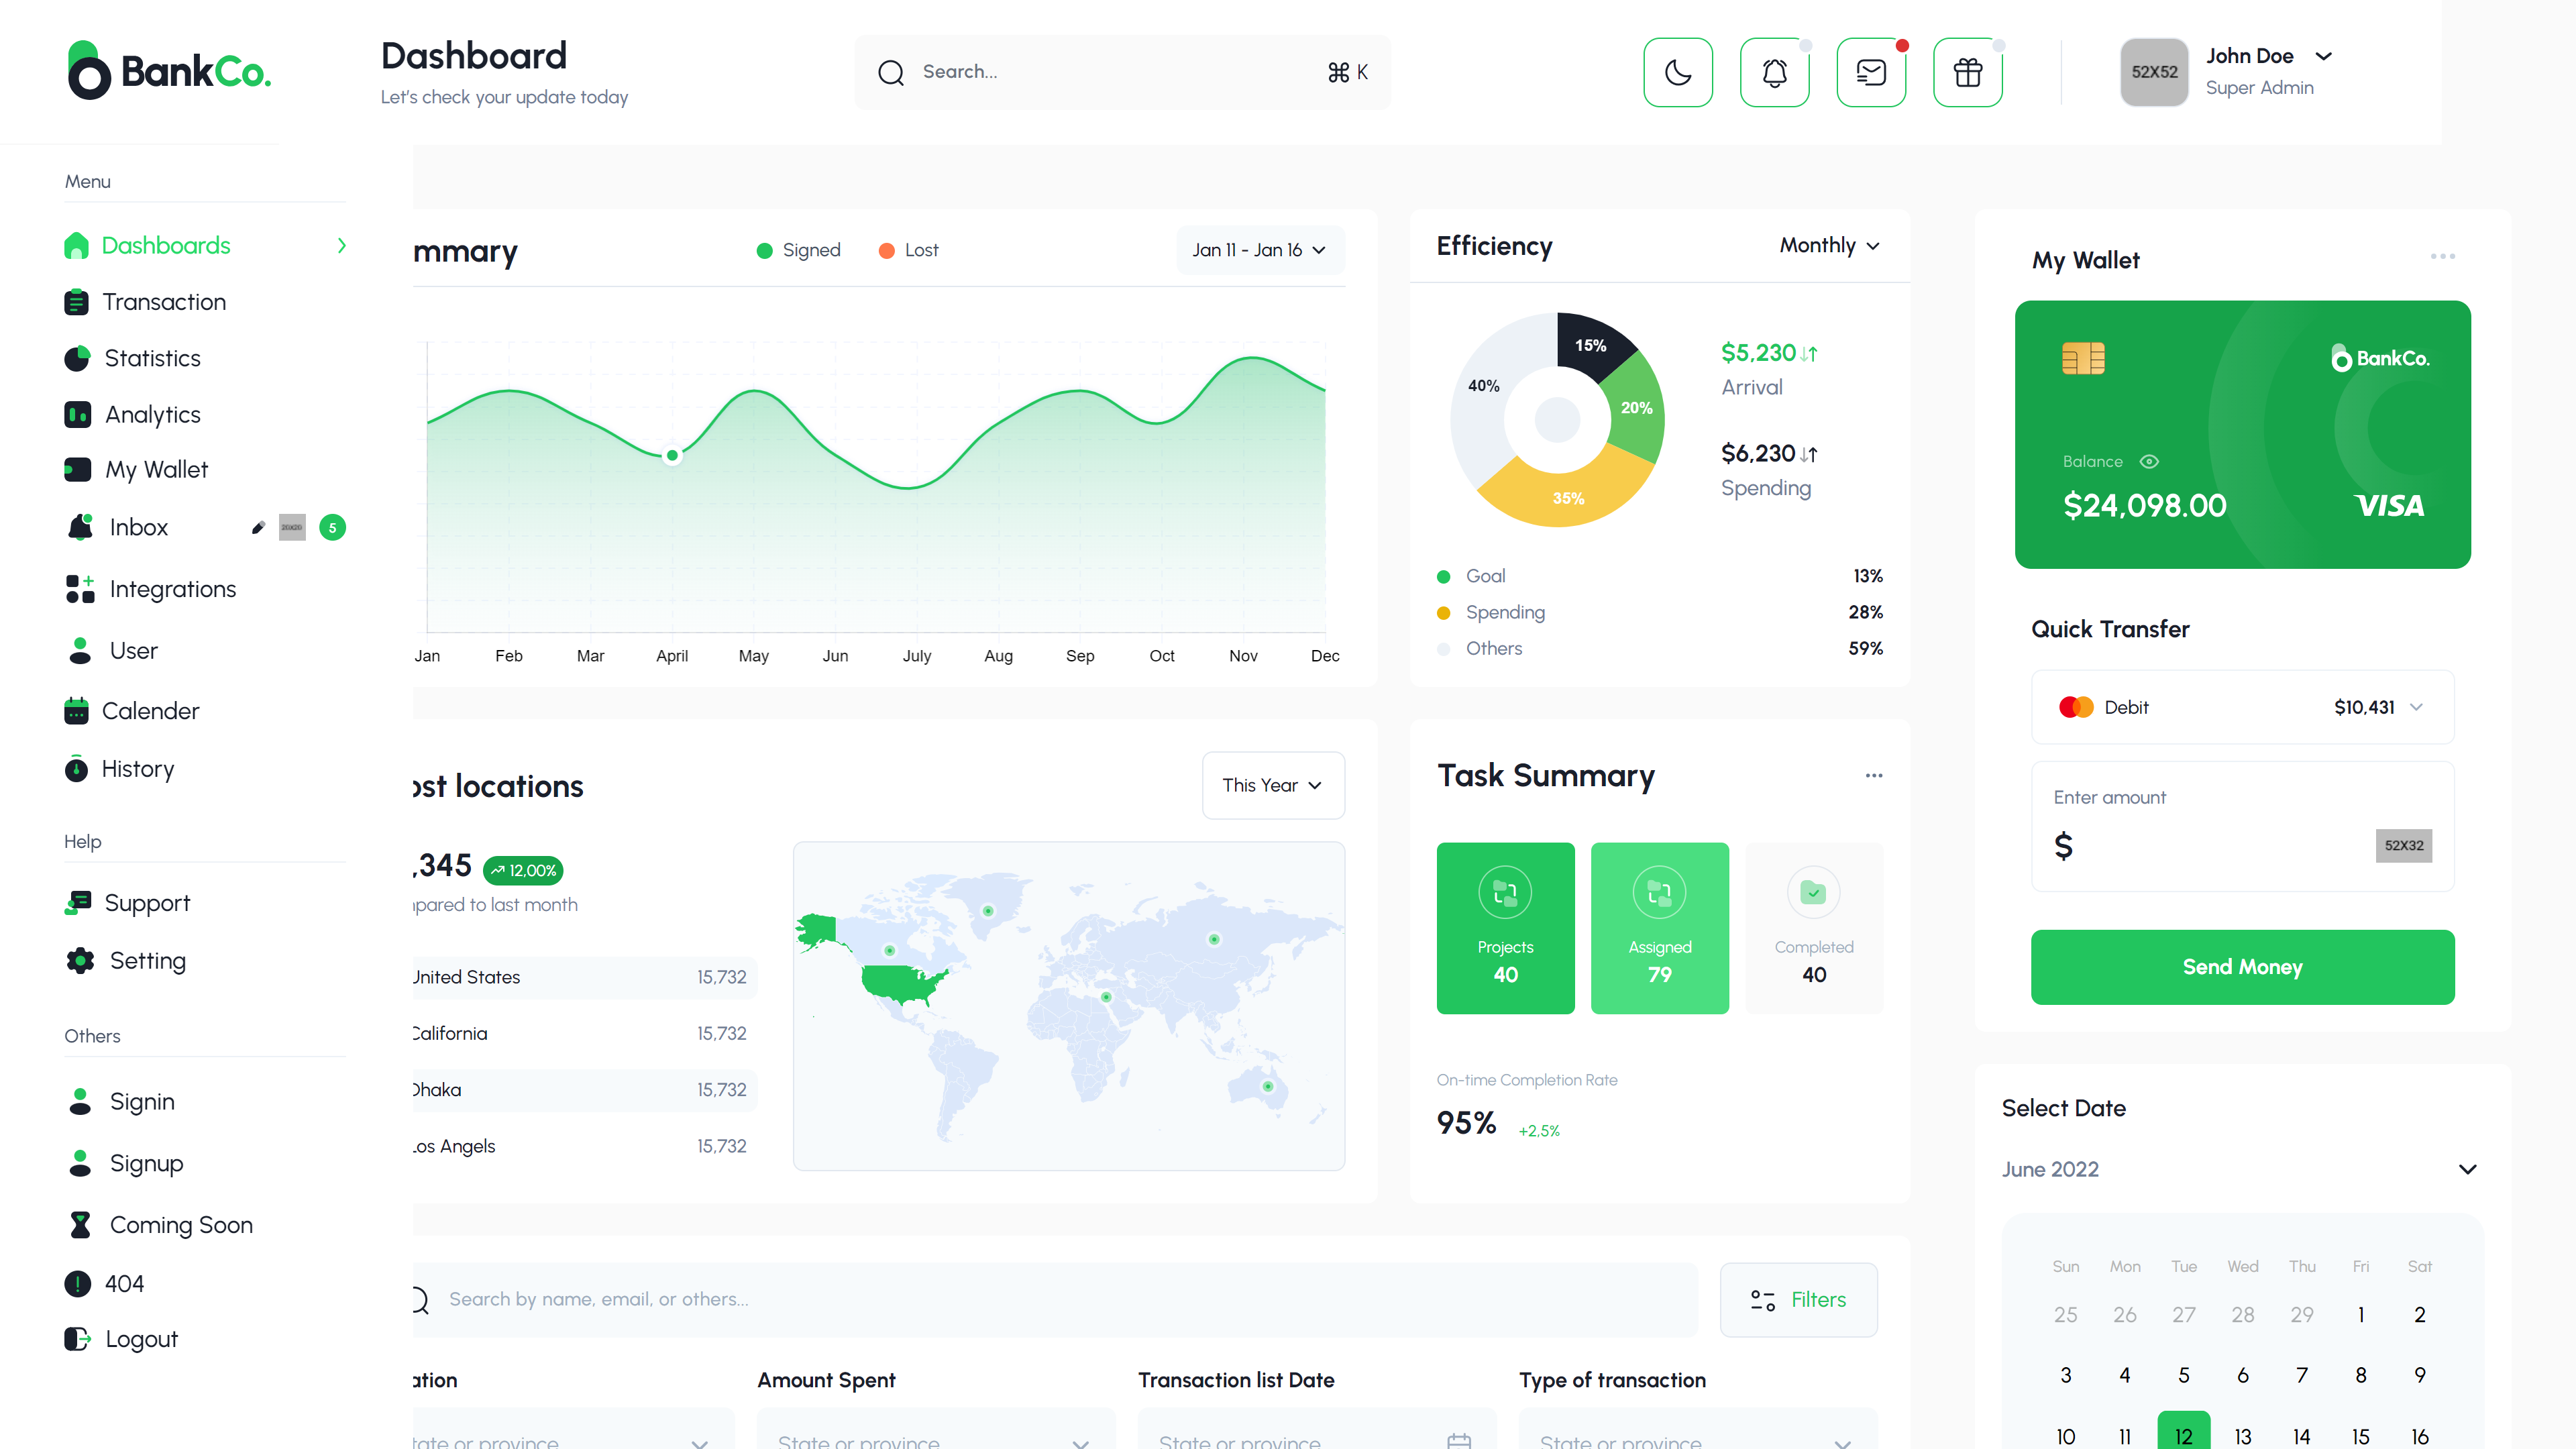 BankCo.
Dashboard
Let's check your update today
Search...
⌘ K
52X52
John Doe
Super Admin
Menu
Dashboards
Transaction
Statistics
Analytics
My Wallet
Inbox
20X20
5
Integrations
User
Calender
History
Help
Support
Setting
Others
Signin
Signup
Coming Soon
404
Logout
mmary
Signed
Lost
Jan 11 - Jan 16
Jan Feb Mar April May Jun July Aug Sep Oct Nov Dec
Efficiency
Monthly
15%
40%
20%
35%
$5,230
Arrival
$6,230
Spending
Goal 13%
Spending 28%
Others 59%
My Wallet
BankCo.
Balance
$24,098.00
VISA
Quick Transfer
Debit $10,431
Enter amount
$
52X32
Send Money
ost locations
This Year
,345
12,00%
pared to last month
United States 15,732
California 15,732
Dhaka 15,732
Los Angels 15,732
Task Summary
Projects
40
Assigned
79
Completed
40
On-time Completion Rate
95% +2,5%
Select Date
June 2022
Sun Mon Tue Wed Thu Fri Sat
25 26 27 28 29 1 2
3 4 5 6 7 8 9
10 11 12 13 14 15 16
Search by name, email, or others...
Filters
ation
Amount Spent
Transaction list Date
Type of transaction
tate or province
State or province
State or province
State or province